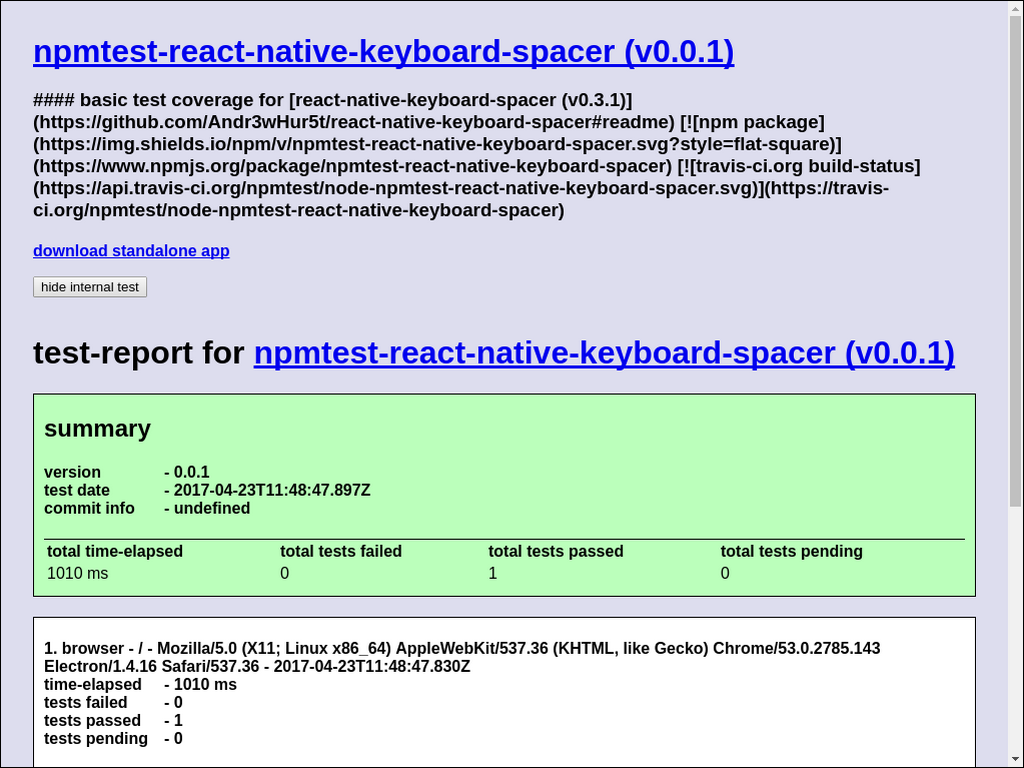 npmtest-react-native-keyboard-spacer (v0.0.1)
#### basic test coverage for [react-native-keyboard-spacer (v0.3.1)]
(https://github.com/Andr3wHur5t/react-native-keyboard-spacer#readme) [![npm package]
(https://img.shields.io/npm/v/npmtest-react-native-keyboard-spacer.svg?style=flat-square)]
(https://www.npmjs.org/package/npmtest-react-native-keyboard-spacer) [![travis-ci.org build-status]
(https://api.travis-ci.org/npmtest/node-npmtest-react-native-keyboard-spacer.svg)](https://travis-
ci.org/npmtest/node-npmtest-react-native-keyboard-spacer)
download standalone app
hide internal test
test-report for npmtest-react-native-keyboard-spacer (v0.0.1)
summary
version - 0.0.1
test date - 2017-04-23T11:48:47.897Z
commit info - undefined
total time-elapsed total tests failed total tests passed total tests pending
1010 ms 0 1 0
1. browser - / - Mozilla/5.0 (X11; Linux x86_64) AppleWebKit/537.36 (KHTML, like Gecko) Chrome/53.0.2785.143
Electron/1.4.16 Safari/537.36 - 2017-04-23T11:48:47.830Z
time-elapsed - 1010 ms
tests failed - 0
tests passed - 1
tests pending - 0